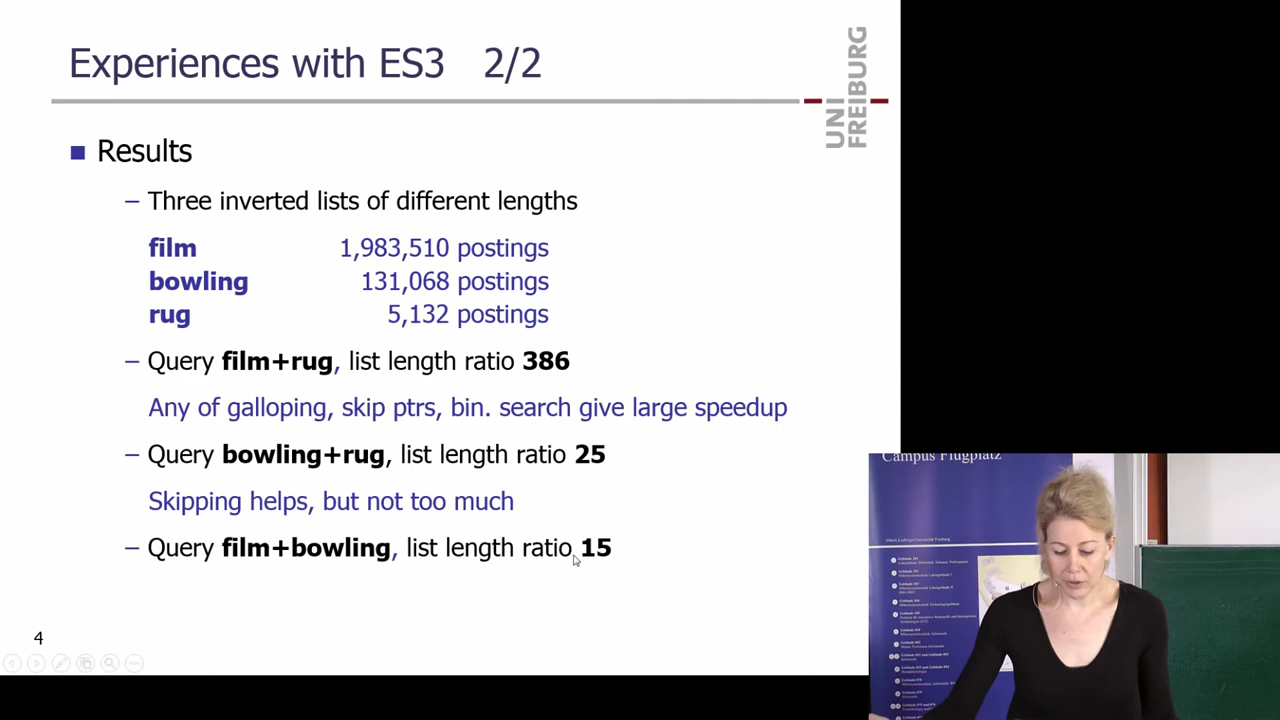 Experiences with ES3 2/2
UNI
FREIBURG
Results
– Three inverted lists of different lengths
film 1,983,510 postings
bowling 131,068 postings
rug 5,132 postings
– Query film+rug, list length ratio 386
Any of galloping, skip ptrs, bin. search give large speedup
– Query bowling+rug, list length ratio 25
Skipping helps, but not too much
– Query film+bowling, list length ratio 15
4
Campus Flugplatz